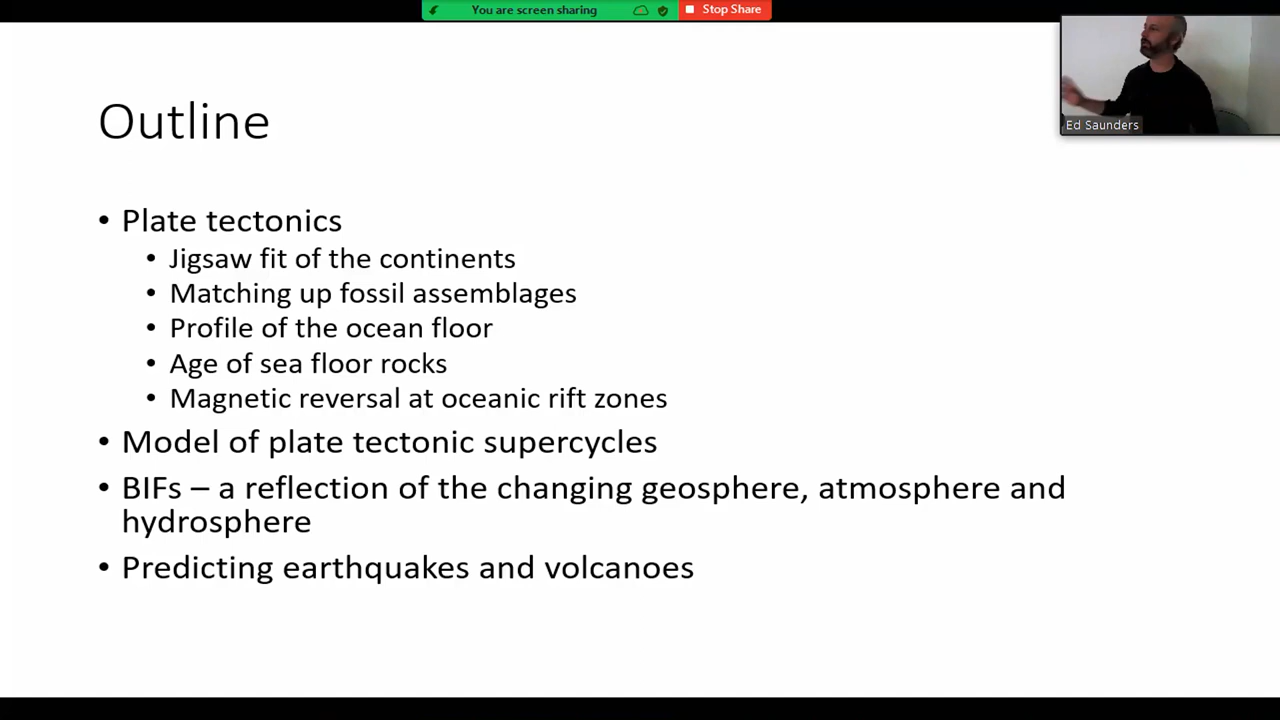 You are screen sharing
Stop Share
Ed Saunders
Outline
• Plate tectonics
• Jigsaw fit of the continents
• Matching up fossil assemblages
• Profile of the ocean floor
• Age of sea floor rocks
• Magnetic reversal at oceanic rift zones
• Model of plate tectonic supercycles
• BIFs – a reflection of the changing geosphere, atmosphere and
hydrosphere
• Predicting earthquakes and volcanoes